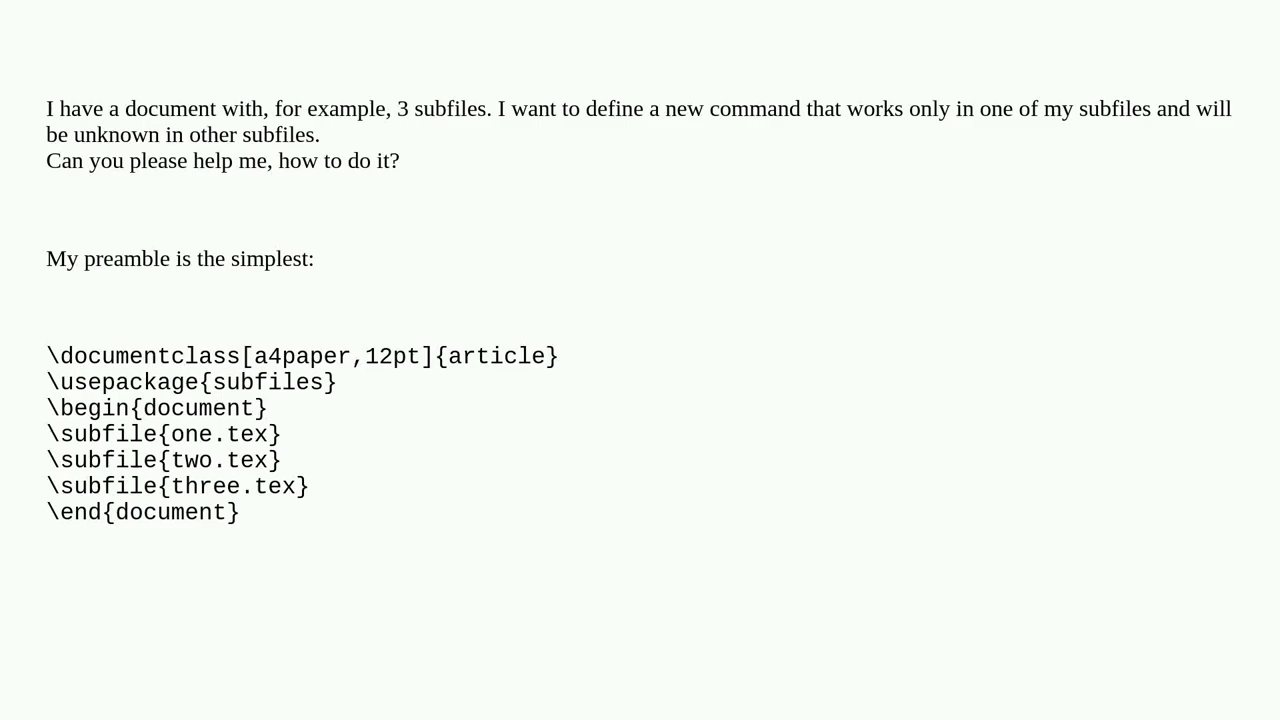 I have a document with, for example, 3 subfiles. I want to define a new command that works only in one of my subfiles and will
be unknown in other subfiles.
Can you please help me, how to do it?
My preamble is the simplest:
\documentclass[a4paper,12pt]{article}
\usepackage{subfiles}
\begin{document}
\subfile{one.tex}
\subfile{two.tex}
\subfile{three.tex}
\end{document}